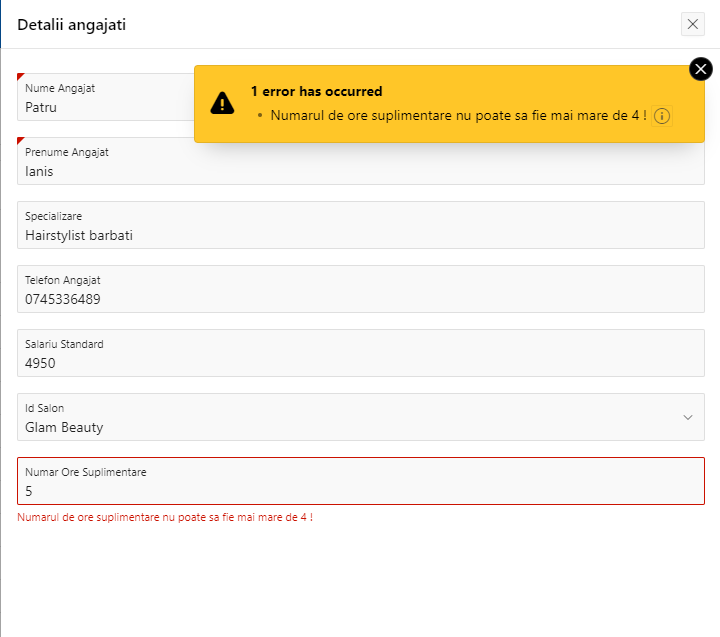 Detalii angajati
1 error has occurred
• Numarul de ore suplimentare nu poate sa fie mai mare de 4 !
Nume Angajat
Patru
Prenume Angajat
Ianis
Specializare
Hairstylist barbati
Telefon Angajat
0745336489
Salariu Standard
4950
Id Salon
Glam Beauty
Numar Ore Suplimentare
5
Numarul de ore suplimentare nu poate sa fie mai mare de 4 !